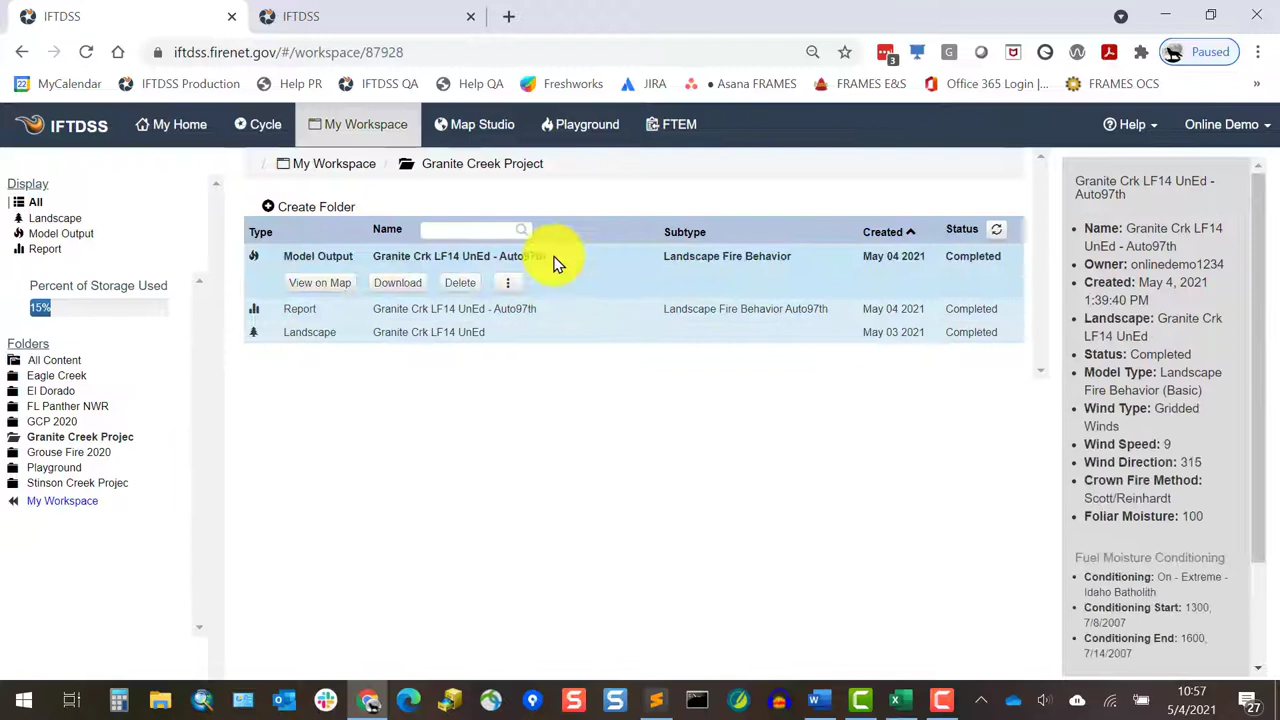 IFTDSS
IFTDSS
iftdss.firenet.gov/#/workspace/87928
3
Paused
22 MyCalendar
IFTDSS Production
Help PR
IFTDSS QA
Help QA
Freshworks
JIRA
• Asana FRAMES
FRAMES E&S
Office 365 Login |...
FRAMES OCS
»
IFTDSS
My Home
Cycle
My Workspace
Map Studio
Playground
FTEM
Help
Online Demo
Display
All
Landscape
Model Output
Report
Percent of Storage Used
15%
Folders
All Content
Eagle Creek
El Dorado
FL Panther NWR
GCP 2020
Granite Creek Projec
Grouse Fire 2020
Playground
Stinson Creek Projec
My Workspace
/ My Workspace / Granite Creek Project
Create Folder
Type Name Subtype Created Status
Model Output Granite Crk LF14 UnEd - Auto97th Landscape Fire Behavior May 04 2021 Completed
View on Map Download Delete
Report Granite Crk LF14 UnEd - Auto97th Landscape Fire Behavior Auto97th May 04 2021 Completed
Landscape Granite Crk LF14 UnEd May 03 2021 Completed
Granite Crk LF14 UnEd -
Auto97th
• Name: Granite Crk LF14
UnEd - Auto97th
• Owner: onlinedemo1234
• Created: May 4, 2021
1:39:40 PM
• Landscape: Granite Crk
LF14 UnEd
• Status: Completed
• Model Type: Landscape
Fire Behavior (Basic)
• Wind Type: Gridded
Winds
• Wind Speed: 9
• Wind Direction: 315
• Crown Fire Method:
Scott/Reinhardt
• Foliar Moisture: 100
Fuel Moisture Conditioning
• Conditioning: On - Extreme -
Idaho Batholith
• Conditioning Start: 1300,
7/8/2007
• Conditioning End: 1600,
7/14/2007
10:57
5/4/2021
27